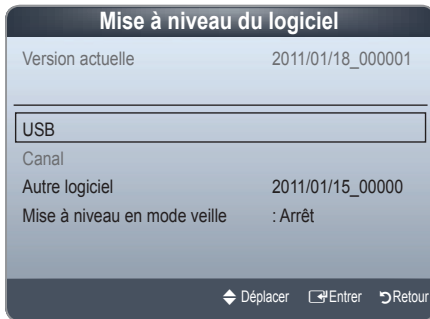 Mise à niveau du logiciel
Version actuelle 2011/01/18_000001
USB
Canal
Autre logiciel 2011/01/15_00000
Mise à niveau en mode veille : Arrêt
Déplacer Entrer Retour